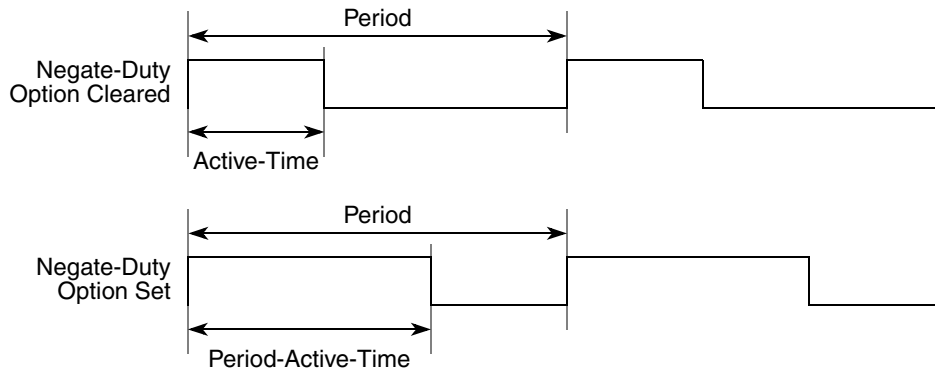 Period
Negate-Duty
Option Cleared
Active-Time
Period
Negate-Duty
Option Set
Period-Active-Time